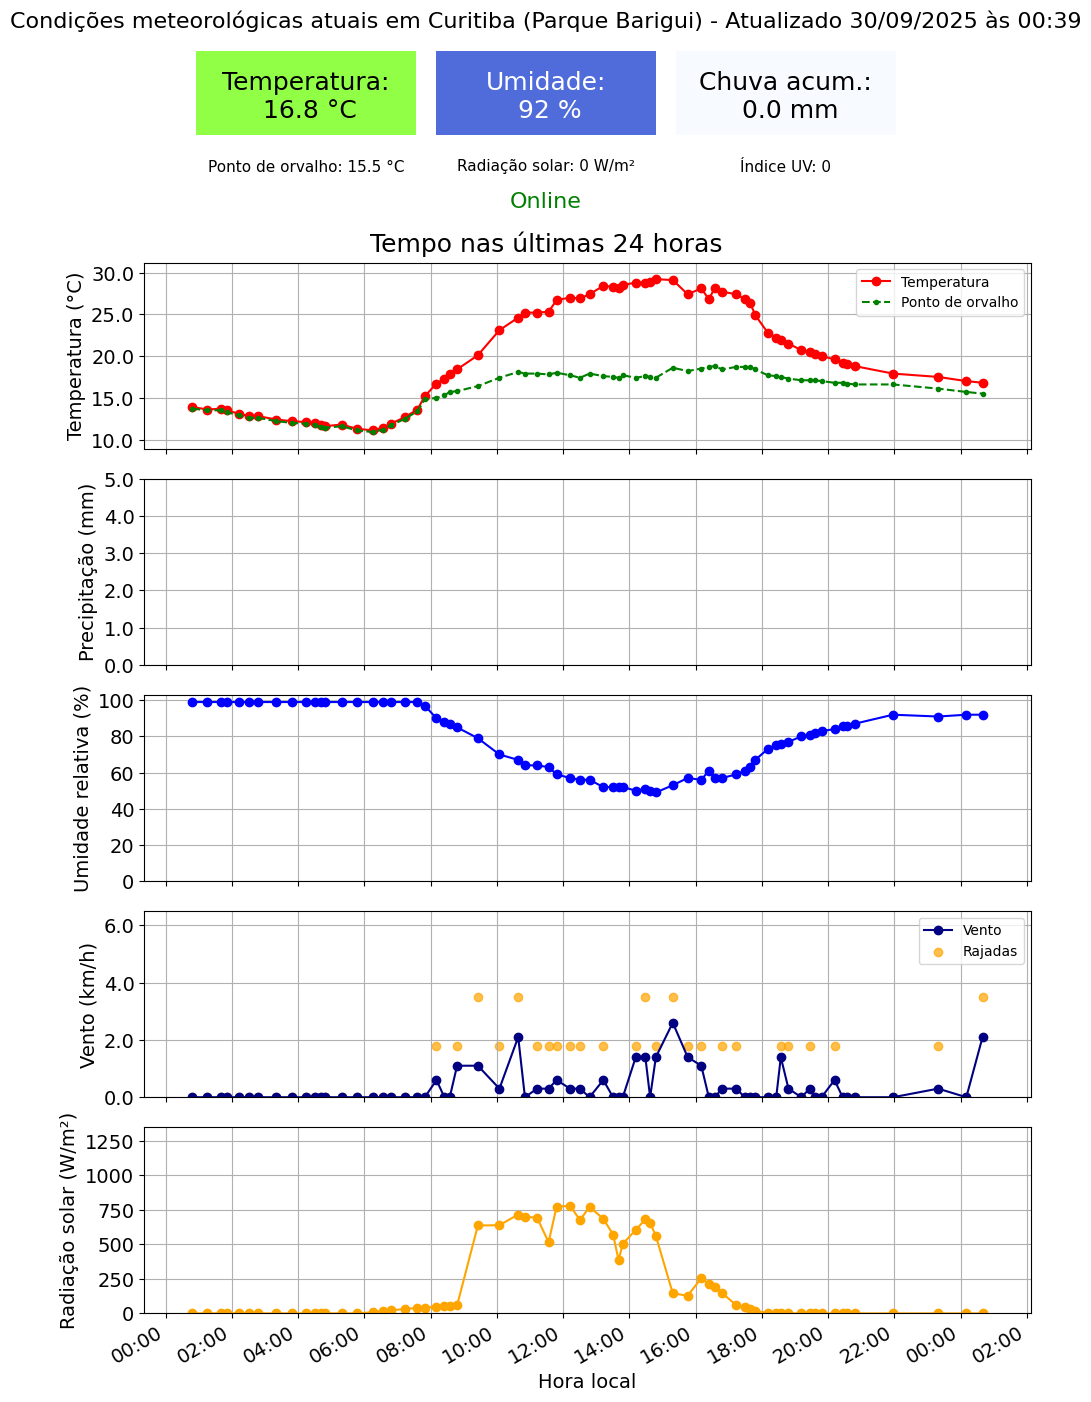 Condições meteorológicas atuais em Curitiba (Parque Barigui) - Atualizado 30/09/2025 às 00:39
Temperatura:
16.8 °C
Umidade:
92 %
Chuva acum.:
0.0 mm
Ponto de orvalho: 15.5 °C
Radiação solar: 0 W/m²
Índice UV: 0
Online
Tempo nas últimas 24 horas
Temperatura (°C)
30.0
25.0
20.0
15.0
10.0
Temperatura
Ponto de orvalho
Precipitação (mm)
5.0
4.0
3.0
2.0
1.0
0.0
Umidade relativa (%)
100
80
60
40
20
0
Vento (km/h)
6.0
4.0
2.0
0.0
Vento
Rajadas
Radiação solar (W/m²)
1250
1000
750
500
250
0
00:00 02:00 04:00 06:00 08:00 10:00 12:00 14:00 16:00 18:00 20:00 22:00 00:00 02:00
Hora local